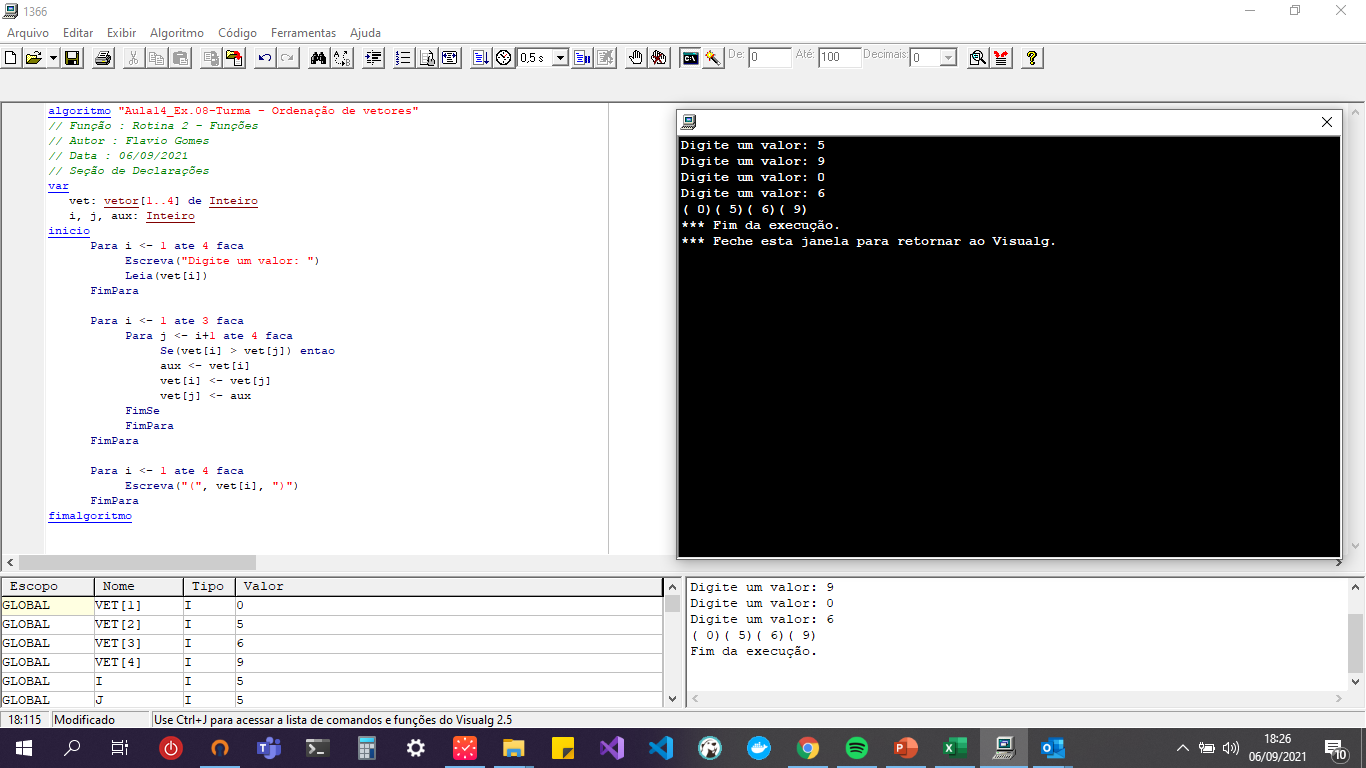 1366
Arquivo Editar Exibir Algoritmo Código Ferramentas Ajuda
0,5 s De: 0 Até: 100 Decimais: 0
algoritmo "Aula14_Ex.08-Turma - Ordenação de vetores"
// Função : Rotina 2 - Funções
// Autor : Flavio Gomes
// Data : 06/09/2021
// Seção de Declarações
var
vet: vetor[1..4] de Inteiro
i, j, aux: Inteiro
inicio
Para i <- 1 ate 4 faca
Escreva("Digite um valor: ")
Leia(vet[i])
FimPara
Para i <- 1 ate 3 faca
Para j <- i+1 ate 4 faca
Se(vet[i] > vet[j]) entao
aux <- vet[i]
vet[i] <- vet[j]
vet[j] <- aux
FimSe
FimPara
FimPara
Para i <- 1 ate 4 faca
Escreva("(", vet[i], ")")
FimPara
fimalgoritmo
Digite um valor: 5
Digite um valor: 9
Digite um valor: 0
Digite um valor: 6
( 0)( 5)( 6)( 9)
*** Fim da execução.
*** Feche esta janela para retornar ao Visualg.
Escopo Nome Tipo Valor
GLOBAL VET[1] I 0
GLOBAL VET[2] I 5
GLOBAL VET[3] I 6
GLOBAL VET[4] I 9
GLOBAL I I 5
GLOBAL J I 5
Digite um valor: 9
Digite um valor: 0
Digite um valor: 6
( 0)( 5)( 6)( 9)
Fim da execução.
18:115 Modificado Use Ctrl+J para acessar a lista de comandos e funções do Visualg 2.5
18:26
06/09/2021
10